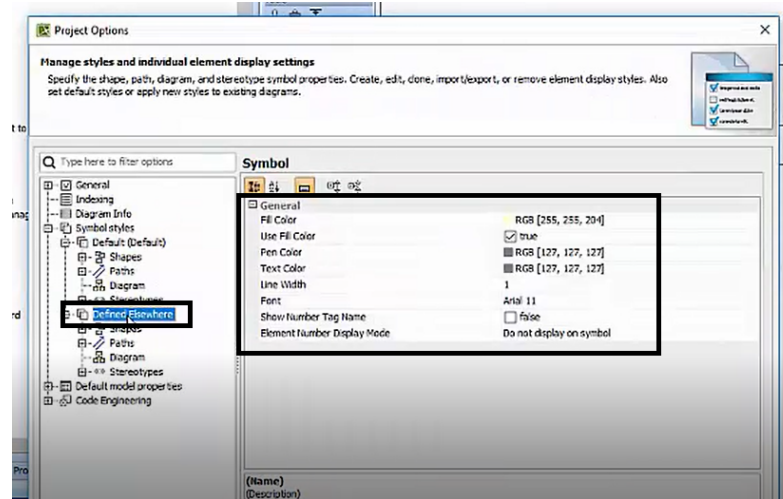 Project Options
Manage styles and individual element display settings
Specify the shape, path, diagram, and stereotype symbol properties. Create, edit, clone, import/export, or remove element display styles. Also
set default styles or apply new styles to existing diagrams.
t to
Type here to filter options
General
Indexing
Diagram Info
Symbol styles
Default (Default)
Shapes
Paths
Diagram
Stereotypes
Defined Elsewhere
Shapes
Paths
Diagram
Stereotypes
Default model properties
Code Engineering
Symbol
General
Fill Color RGB [255, 255, 204]
Use Fill Color true
Pen Color RGB [127, 127, 127]
Text Color RGB [127, 127, 127]
Line Width 1
Font Arial 11
Show Number Tag Name false
Element Number Display Mode Do not display on symbol
(Name)
(Description)
Pro